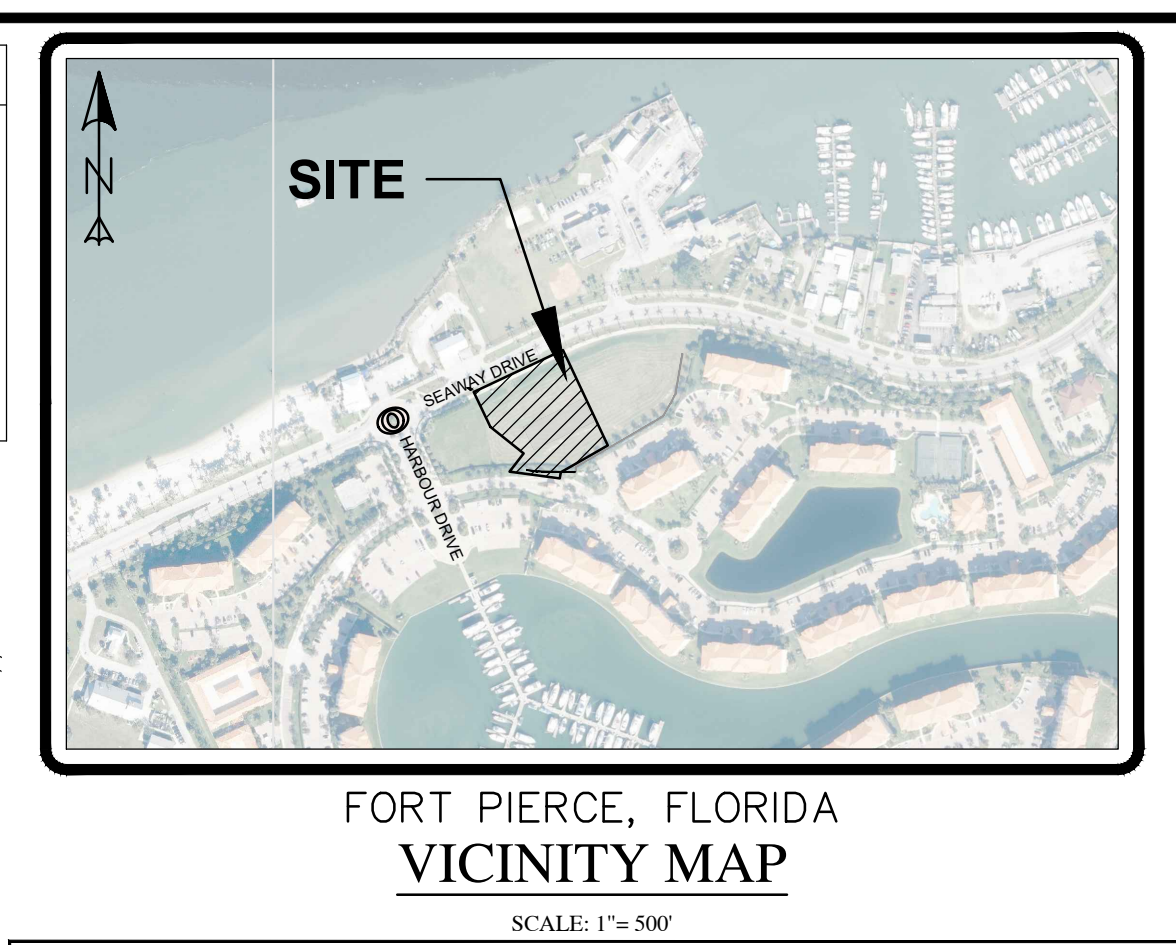 N
SITE
SEAWAY DRIVE
HARBOUR DRIVE
FORT PIERCE, FLORIDA
VICINITY MAP
SCALE: 1"= 500'